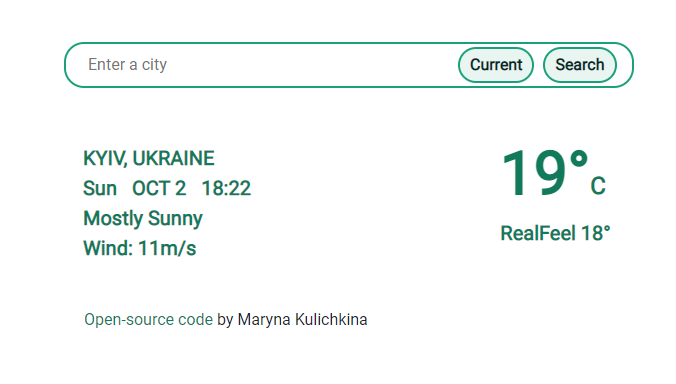 Enter a city Current Search
KYIV, UKRAINE
Sun OCT 2 18:22
Mostly Sunny
Wind: 11m/s
19°C
RealFeel 18°
Open-source code by Maryna Kulichkina